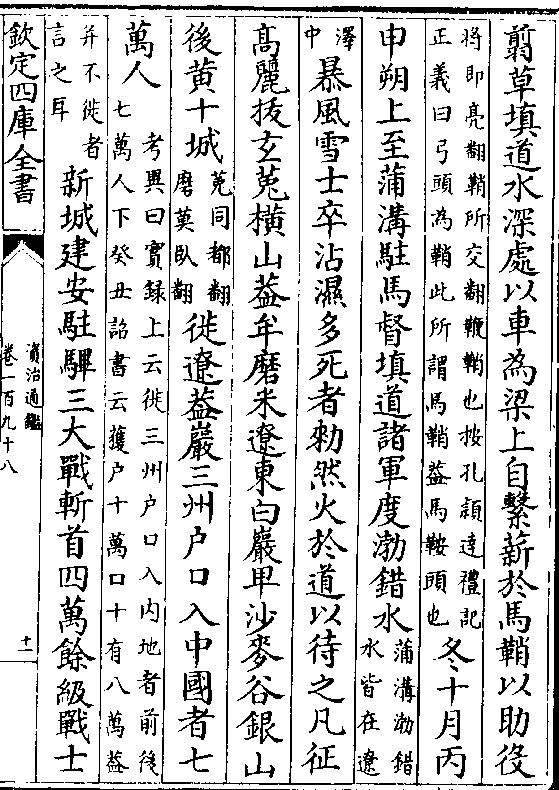 翦草填道水深處以車為梁上自繫薪於馬鞘以助役
將即亮翻鞘所交翻鞭鞘也按孔頴達禮記
正義曰弓頭為鞘此所謂馬鞘葢馬鞍頭也
冬十月丙
申朔上至蒲溝駐馬督填道諸軍度渤錯水
蒲溝渤錯
水皆在遼
澤
中
暴風雪士卒沾濕多死者勑然火於道以待之凡征
高麗拔玄菟橫山葢牟磨米遼東白巖卑沙麥谷銀山
後黄十城
菟同都翻
磨莫臥翻
徙遼葢巖三州户口入中國者七
萬人
考異曰實録上云徙三州户口入内地者前後
七萬人下癸丑詔書云獲户十萬口十有八萬葢
并不徙者
言之耳
新城建安駐驆三大戰斬首四萬餘級戰士
欽定四庫全書
資治通鑑
卷一百九十八
十一